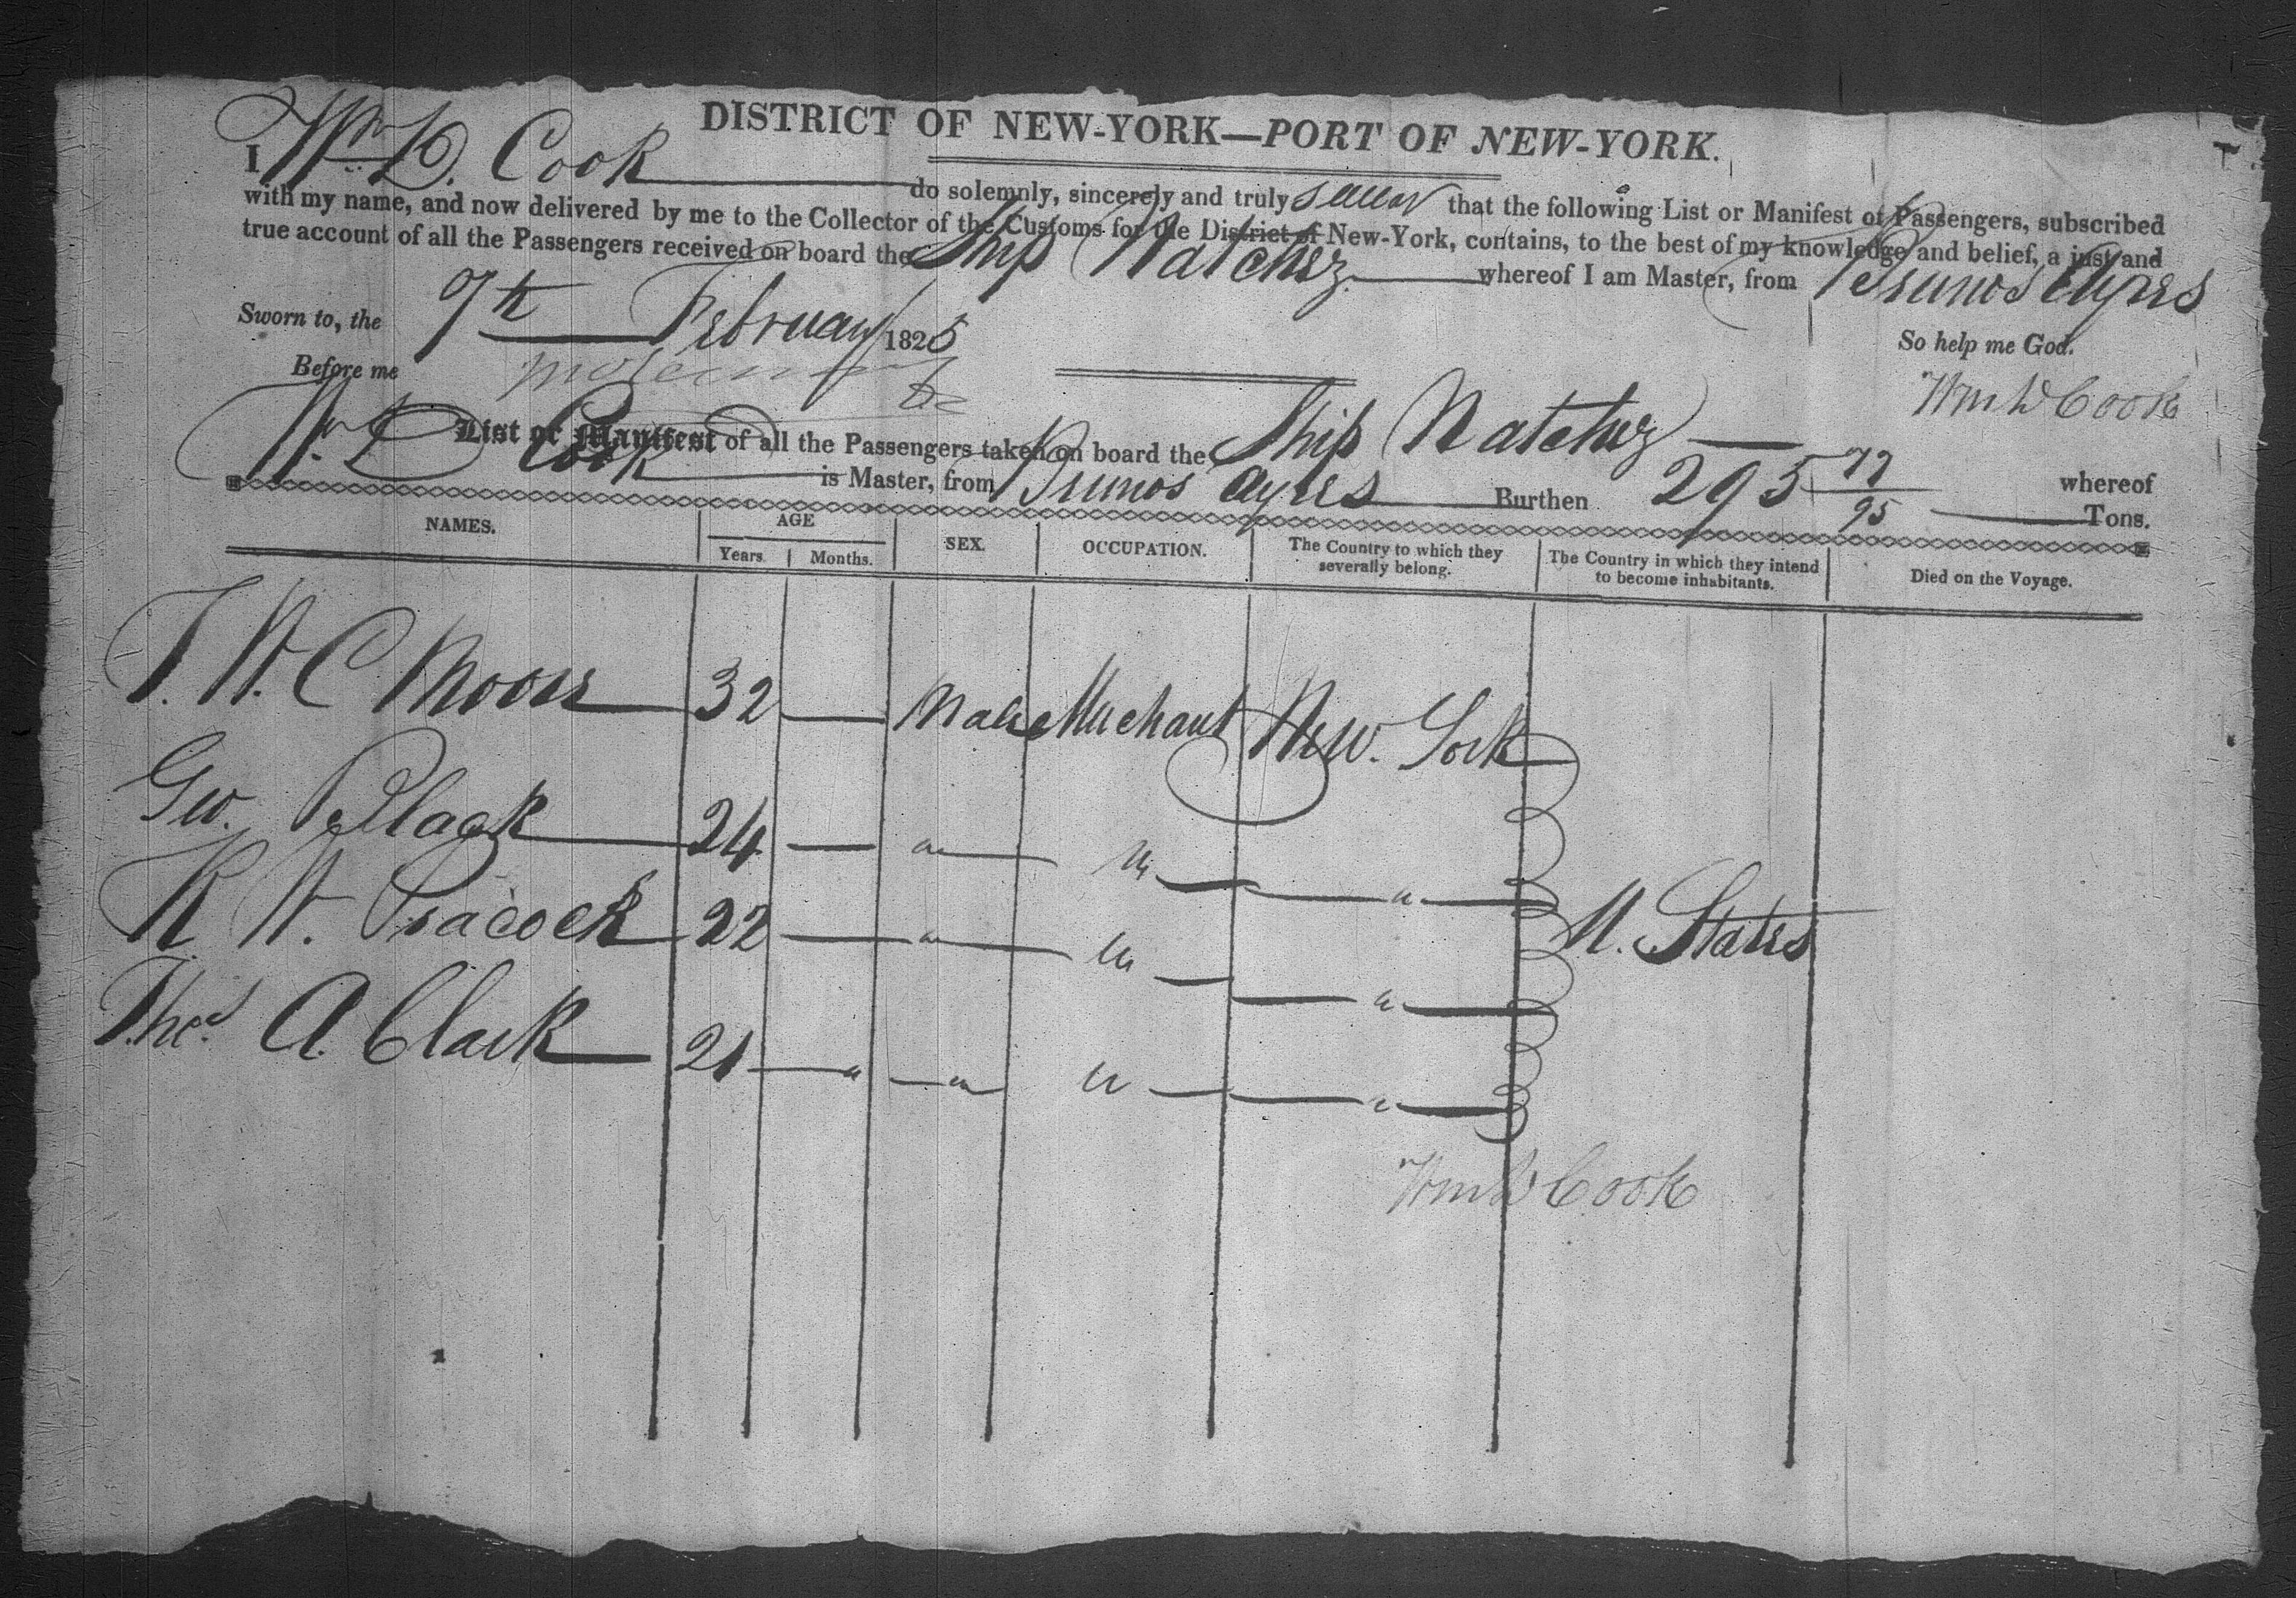 DISTRICT OF NEW-YORK—PORT OF NEW-YORK.
I Wm D. Cook do solemnly, sincerely and truly swear that the following List or Manifest of Passengers, subscribed
with my name, and now delivered by me to the Collector of the Customs for the District of New-York, contains, to the best of my knowledge and belief, a just and
true account of all the Passengers received on board the Ship Natchez whereof I am Master, from Buenos Ayres
Sworn to, the 9th February 1825 So help me God.
Before me Wm D Cook
List or Manifest of all the Passengers taken on board the Ship Natchez whereof
Wm D Cook is Master, from Buenos Ayres Burthen 295 77/95 Tons.
NAMES. AGE SEX. OCCUPATION. The Country to which they severally belong. The Country in which they intend to become inhabitants. Died on the Voyage.
Years. Months.
T. W. C Moore 32 Male Merchant New York
Geo. Black 24 " " "
R W. Peacock 22 " " " U. States
Thos A. Clark 21 " " " "
Wm D Cook